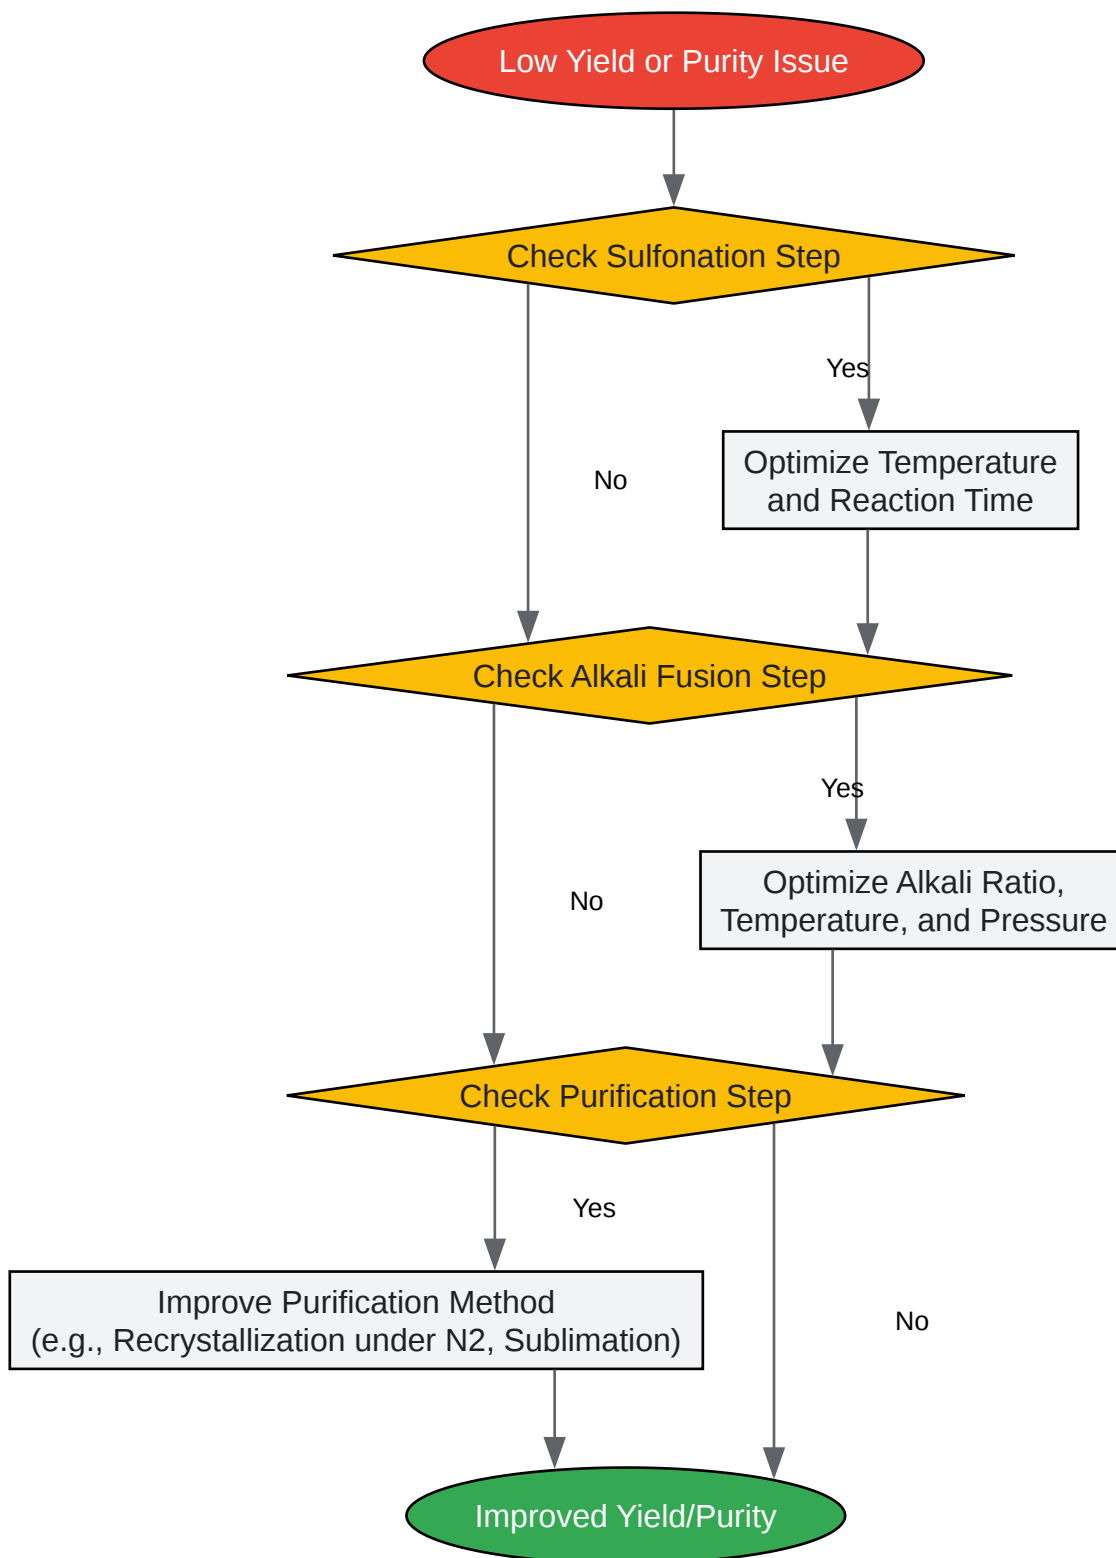 Low Yield or Purity Issue
Check Sulfonation Step
Yes
Optimize Temperature
and Reaction Time
No
Check Alkali Fusion Step
Yes
Optimize Alkali Ratio,
Temperature, and Pressure
No
Check Purification Step
Yes
Improve Purification Method
(e.g., Recrystallization under N2, Sublimation)
No
Improved Yield/Purity